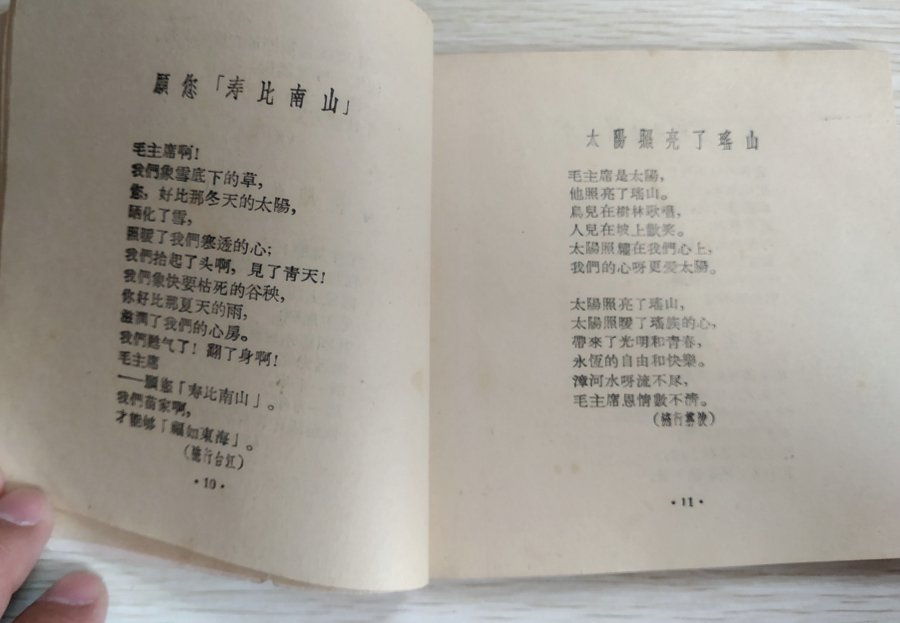 願您「寿比南山」
毛主席啊!
我們象雪底下的草,
您,好比那冬天的太陽,
晒化了雪,
照暖了我們寒透的心;
我們抬起了头啊,見了青天!
我們象快要枯死的谷秧,
你好比那夏天的雨,
滋潤了我們的心房。
我們甦气了!翻了身啊!
毛主席
——願您「寿比南山」。
我們苗家啊,
才能够「福如東海」。
(流行台江)
·10·
太陽照亮了瑤山
毛主席是太陽,
他照亮了瑤山。
鳥兒在樹林歌唱,
人兒在坡上歡笑。
太陽照耀在我們心上,
我們的心呀更爱太陽。
太陽照亮了瑤山,
太陽照暖了瑤族的心,
帶來了光明和青春,
永恆的自由和快樂。
漳河水呀流不尽,
毛主席恩情數不清。
(流行
·11·